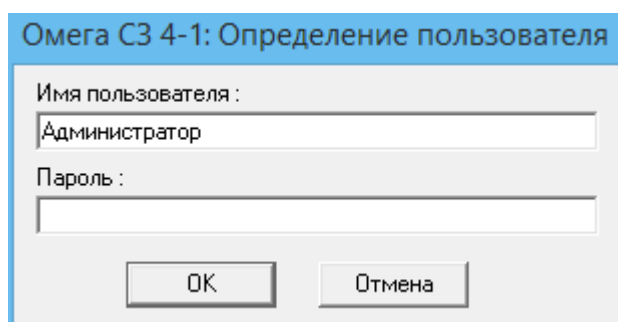 Омега СЗ 4-1: Определение пользователя
Имя пользователя :
Администратор
Пароль :
OK
Отмена